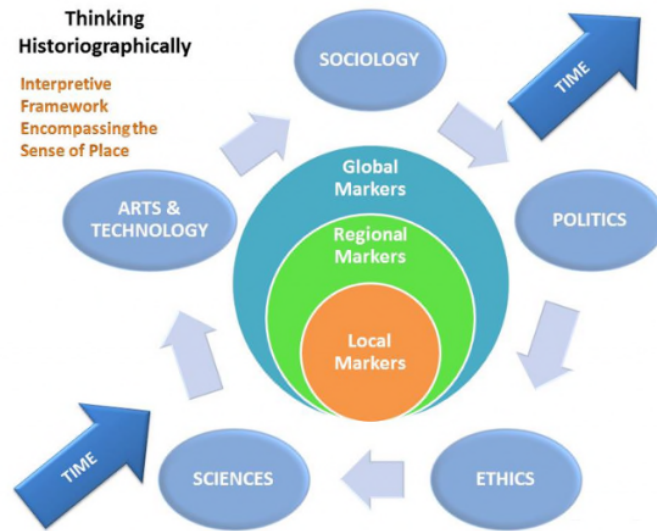 Thinking
Historiographically
Interpretive
Framework
Encompassing the
Sense of Place
SOCIOLOGY
TIME
Global
Markers
ARTS &
TECHNOLOGY
POLITICS
Regional
Markers
Local
Markers
TIME
SCIENCES
ETHICS